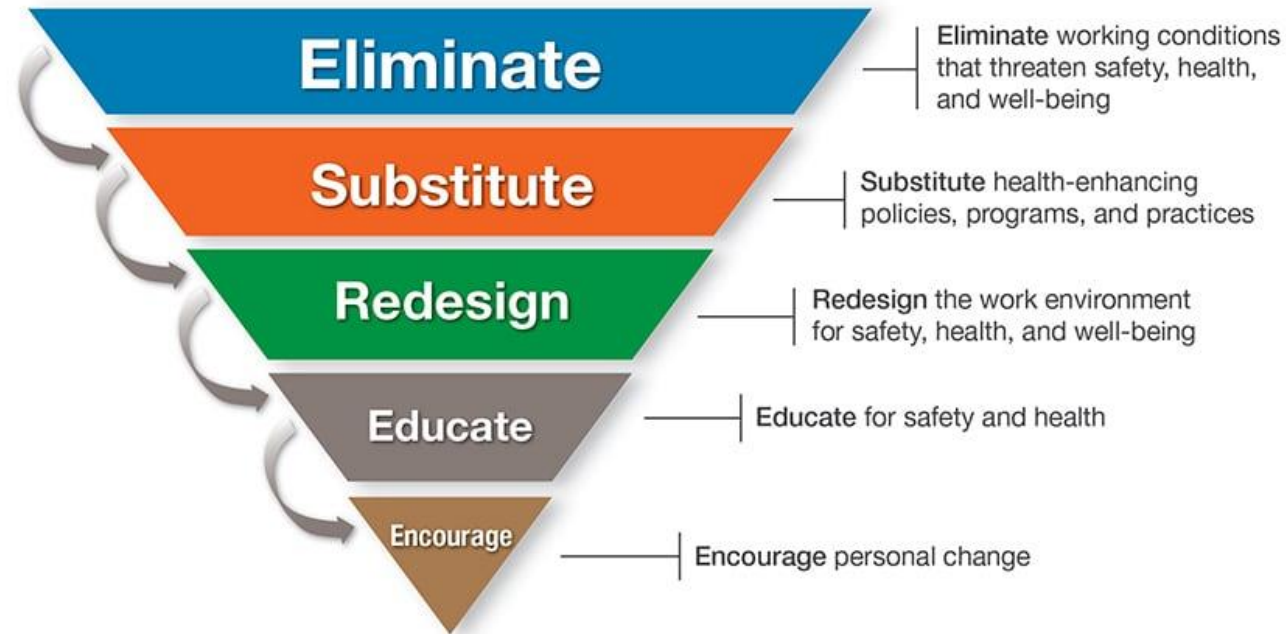 Eliminate
Eliminate working conditions
that threaten safety, health,
and well-being
Substitute
Substitute health-enhancing
policies, programs, and practices
Redesign
Redesign the work environment
for safety, health, and well-being
Educate
Educate for safety and health
Encourage
Encourage personal change